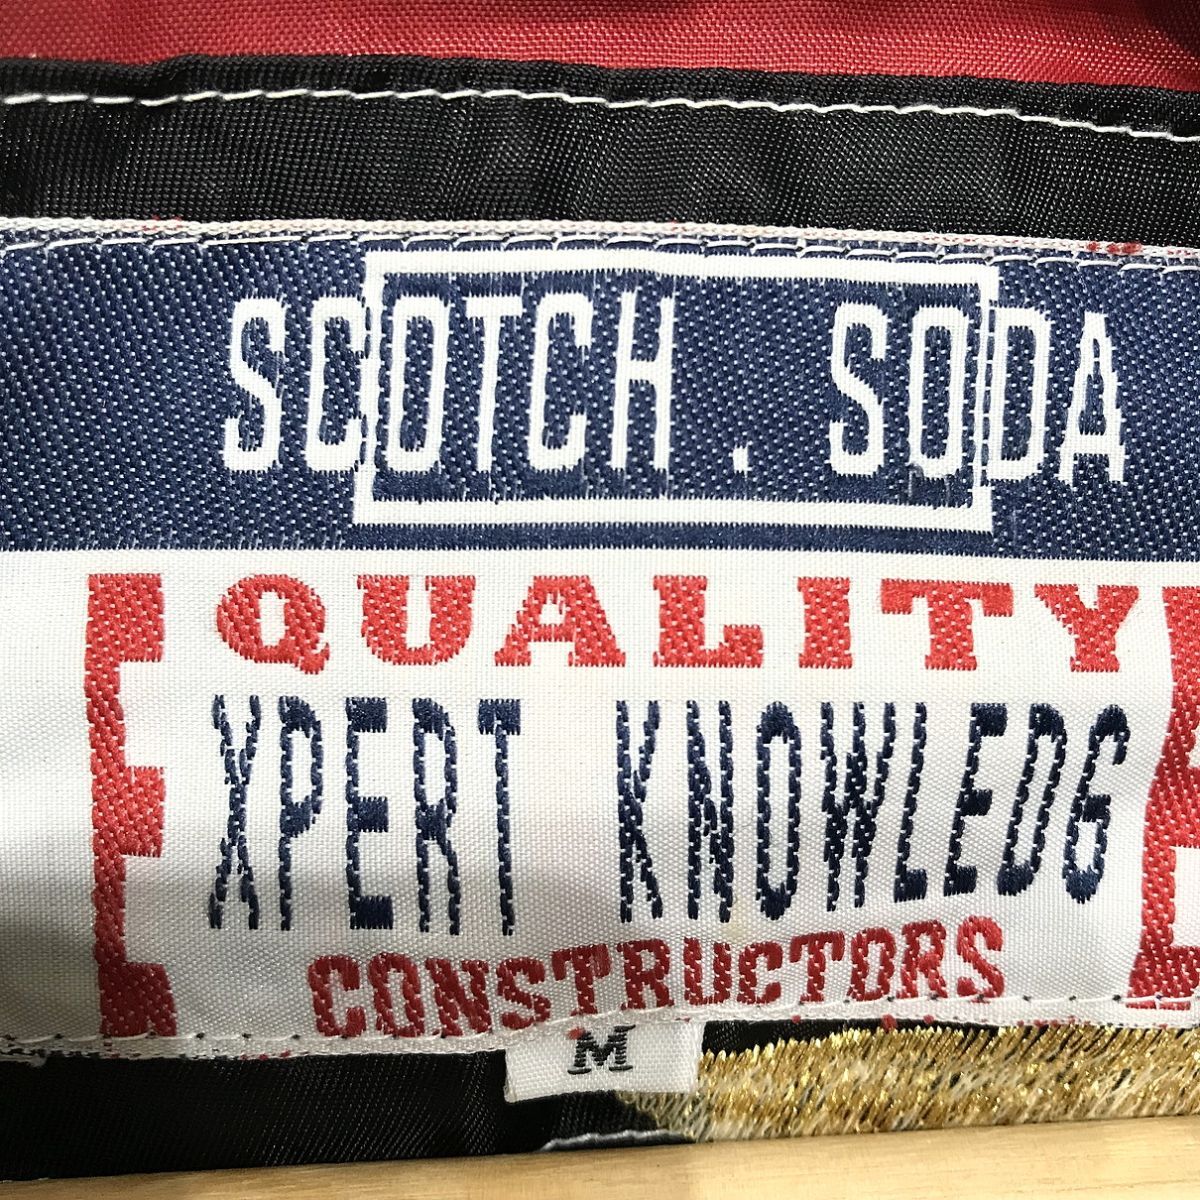 SCOTCH . SODA
QUALITY
EXPERT KNOWLEDGE
CONSTRUCTORS
M